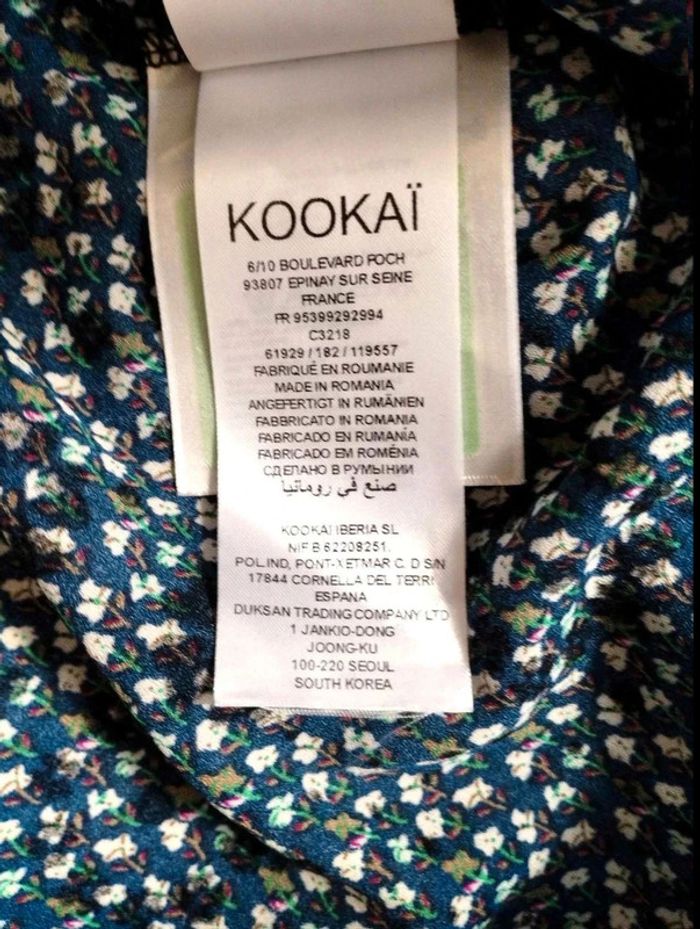 KOOKAÏ
6/10 BOULEVARD FOCH
93807 EPINAY SUR SEINE
FRANCE
FR 95399292994
C3218
61929 / 182 / 119557
FABRIQUÉ EN ROUMANIE
MADE IN ROMANIA
ANGEFERTIGT IN RUMÄNIEN
FABBRICATO IN ROMANIA
FABRICADO EN RUMANÍA
FABRICADO EM ROMÉNIA
СДЕЛАНО В РУМЫНИИ
صنع في رومانيا
KOOKAI IBERIA SL
NIF B 62208251.
POL.IND, PONT-XETMAR C. D S/N
17844 CORNELLA DEL TERRI
ESPANA
DUKSAN TRADING COMPANY LTD
1 JANKIO-DONG
JOONG-KU
100-220 SEOUL
SOUTH KOREA